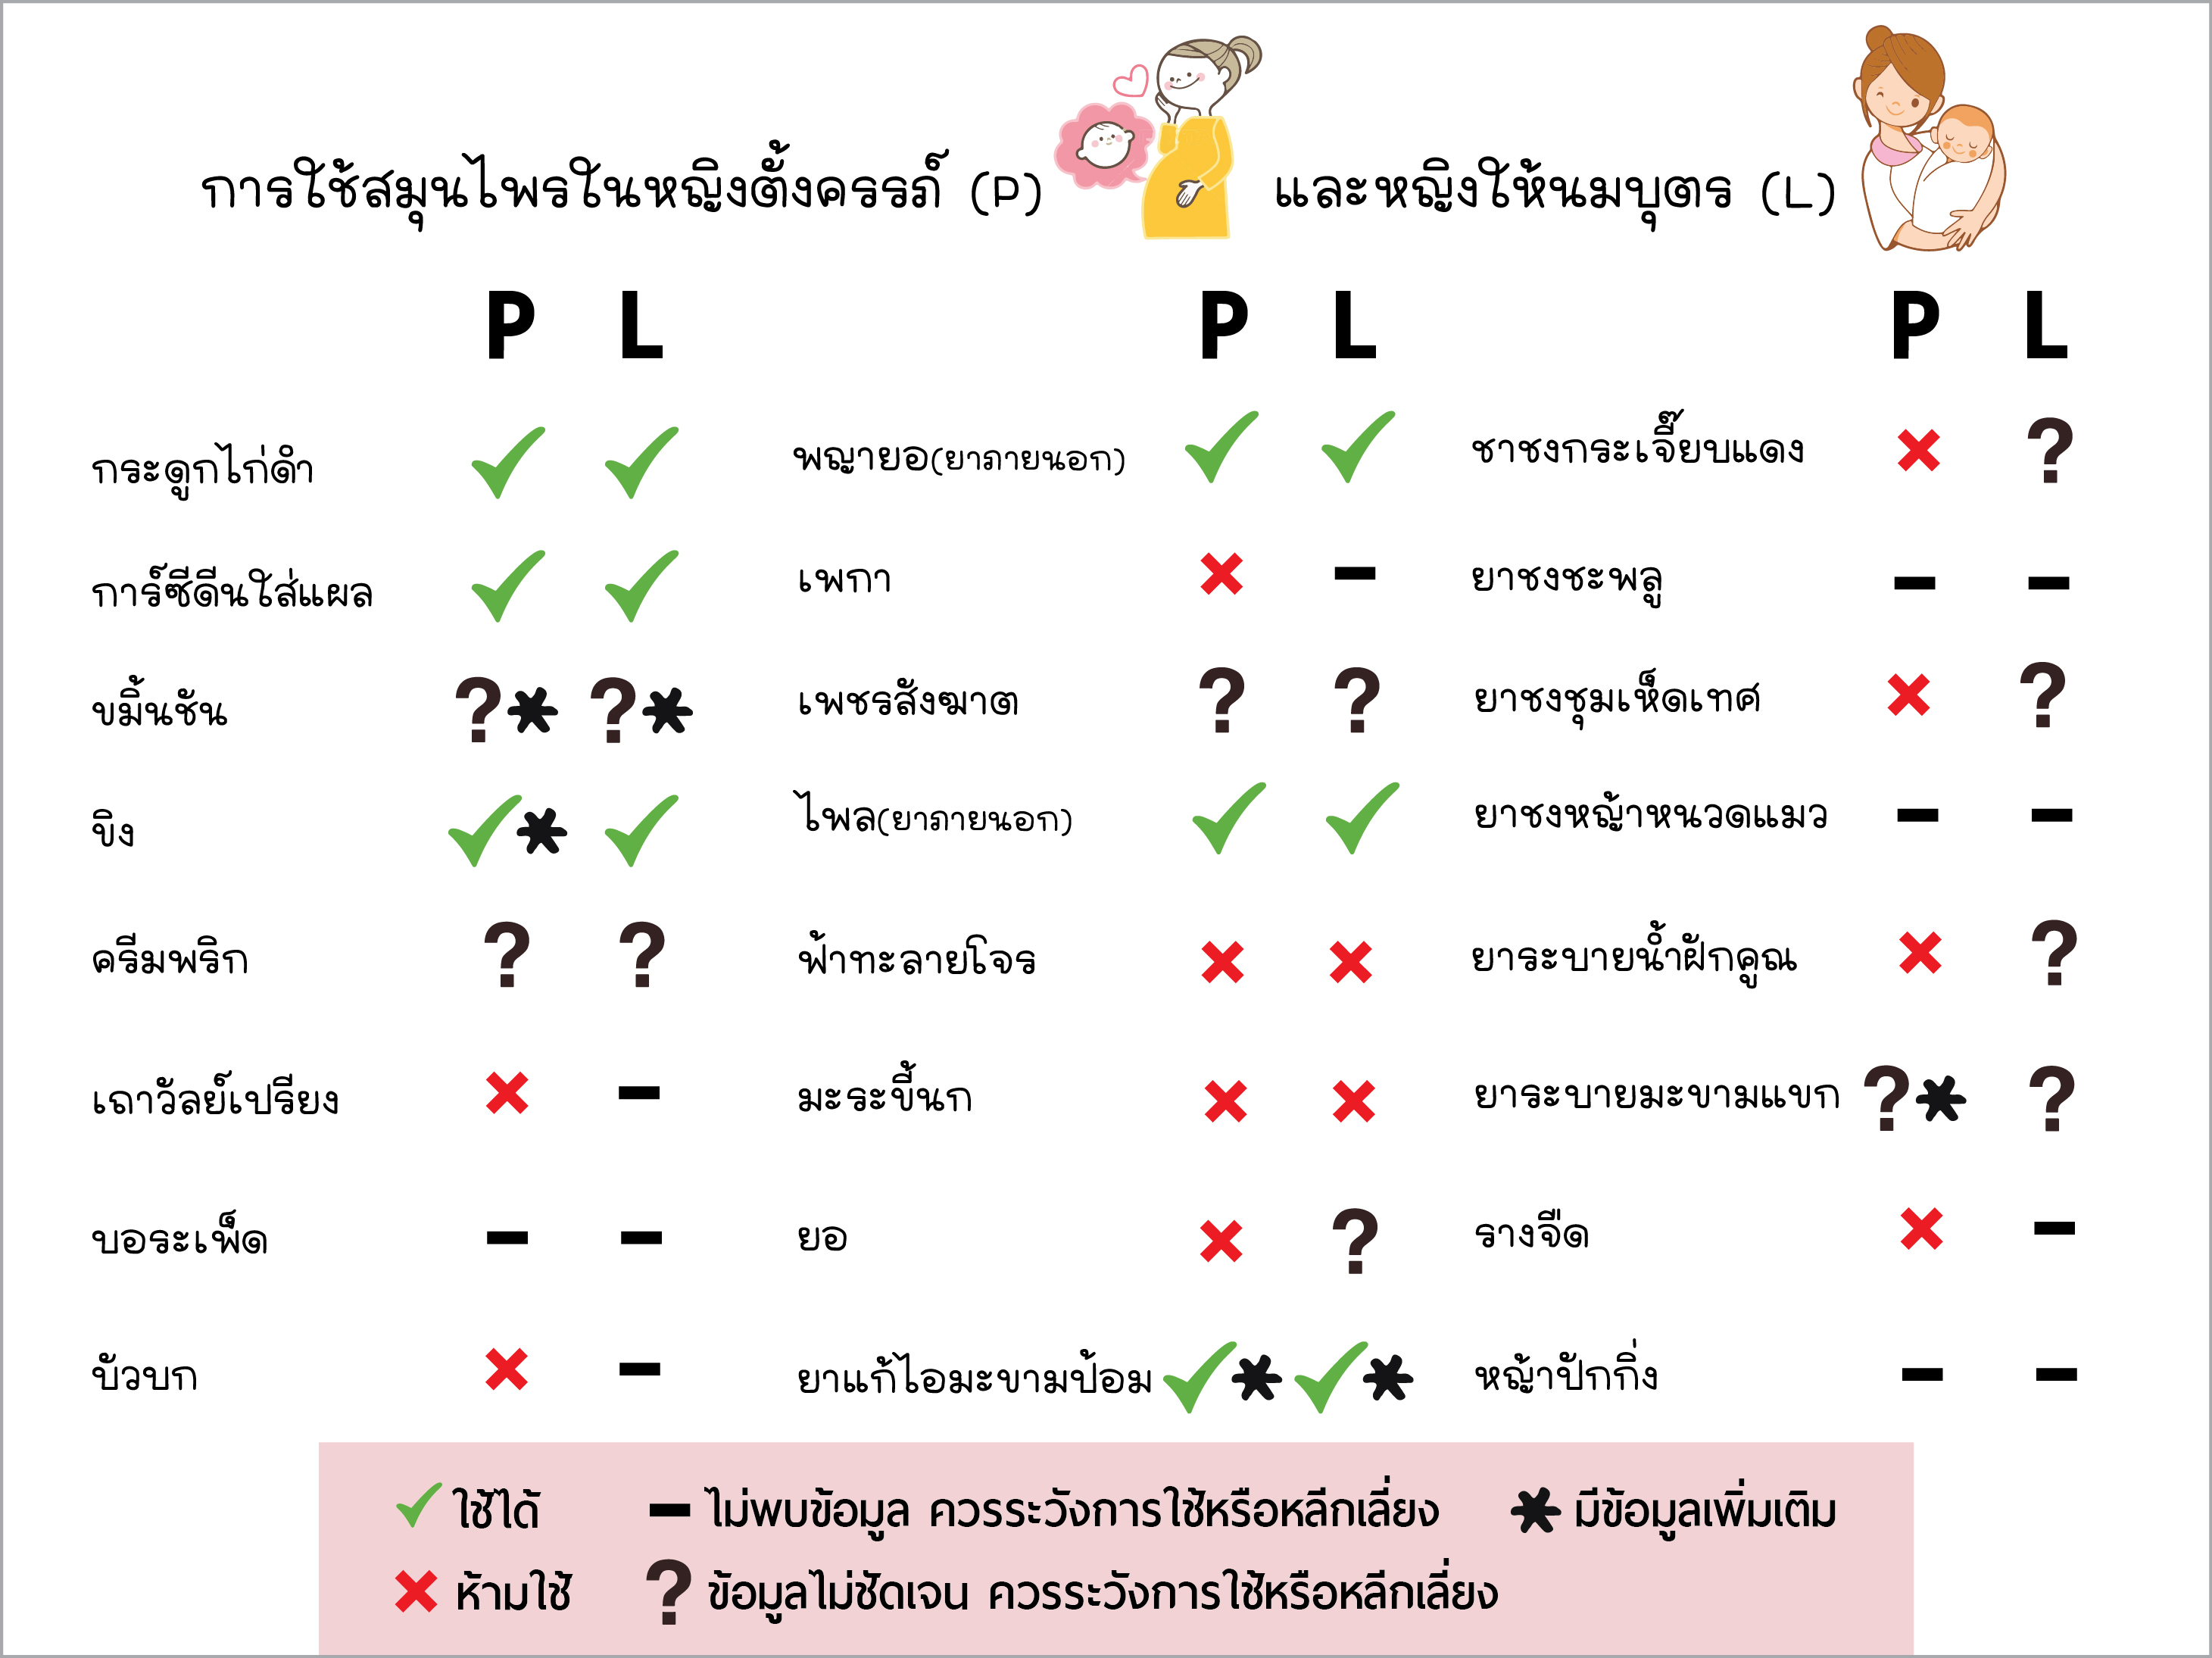 การใช้สมุนไพรในหญิงตั้งครรภ์ (P) และหญิงให้นมบุตร (L)
P L P L P L
กระดูกไก่ดำ พญายอ(ยาภายนอก) ชาชงกระเจี๊ยบแดง ?
การ์ซีดีนใส่แผล เพกา - ยาชงชะพลู - -
ขมิ้นชัน ?* ?* เพชรสังฆาต ? ? ยาชงชุมเห็ดเทศ ?
ขิง * ไพล(ยาภายนอก) ยาชงหญ้าหนวดแมว - -
ครีมพริก ? ? ฟ้าทะลายโจร ยาระบายน้ำฝักคูณ ?
เถาวัลย์เปรียง - มะระขี้นก ยาระบายมะขามแขก ?* ?
บอระเพ็ด - - ยอ ? รางจืด -
บัวบก - ยาแก้ไอมะขามป้อม * * หญ้าปักกิ่ง - -
ใช้ได้ - ไม่พบข้อมูล ควรระวังการใช้หรือหลีกเลี่ยง * มีข้อมูลเพิ่มเติม
ห้ามใช้ ? ข้อมูลไม่ชัดเจน ควรระวังการใช้หรือหลีกเลี่ยง